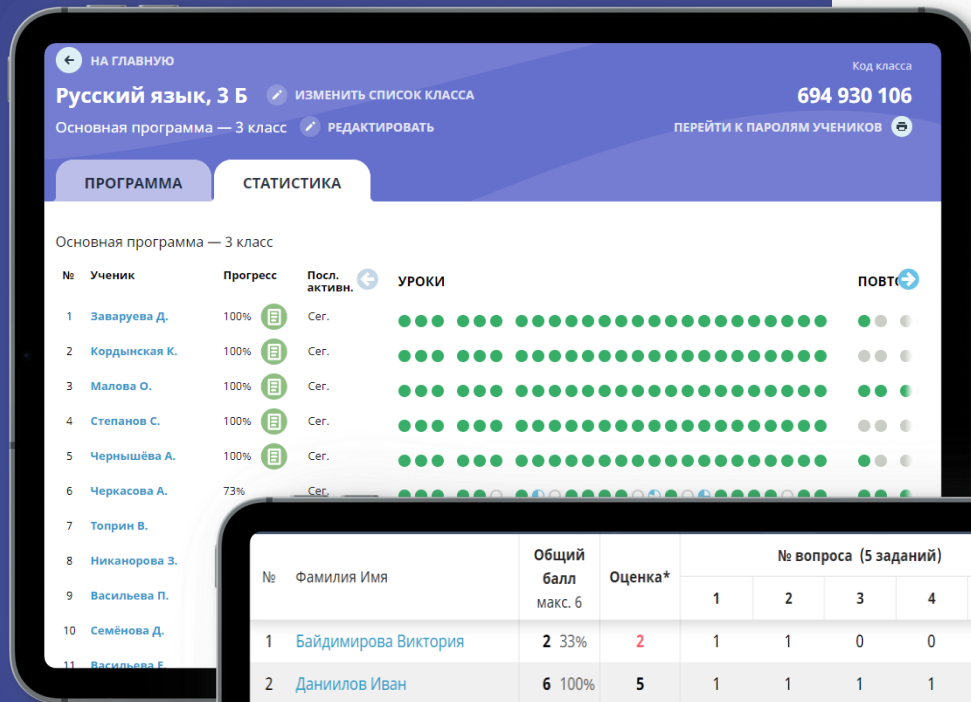 НА ГЛАВНУЮ
Код класса
Русский язык, 3 Б ИЗМЕНИТЬ СПИСОК КЛАССА 694 930 106
Основная программа — 3 класс РЕДАКТИРОВАТЬ ПЕРЕЙТИ К ПАРОЛЯМ УЧЕНИКОВ
ПРОГРАММА СТАТИСТИКА
Основная программа — 3 класс
№ Ученик Прогресс Посл. активн. УРОКИ ПОВТ
1 Заваруева Д. 100% Сег.
2 Кордынская К. 100% Сег.
3 Малова О. 100% Сег.
4 Степанов С. 100% Сег.
5 Чернышёва А. 100% Сег.
6 Черкасова А. 73% Сег.
7 Топрин В.
8 Никанорова З.
9 Васильева П.
10 Семёнова Д.
11 Васильева Е.
№ Фамилия Имя Общий балл макс. 6 Оценка* № вопроса (5 заданий)
1 2 3 4
1 Байдимирова Виктория 2 33% 2 1 1 0 0
2 Даниилов Иван 6 100% 5 1 1 1 1